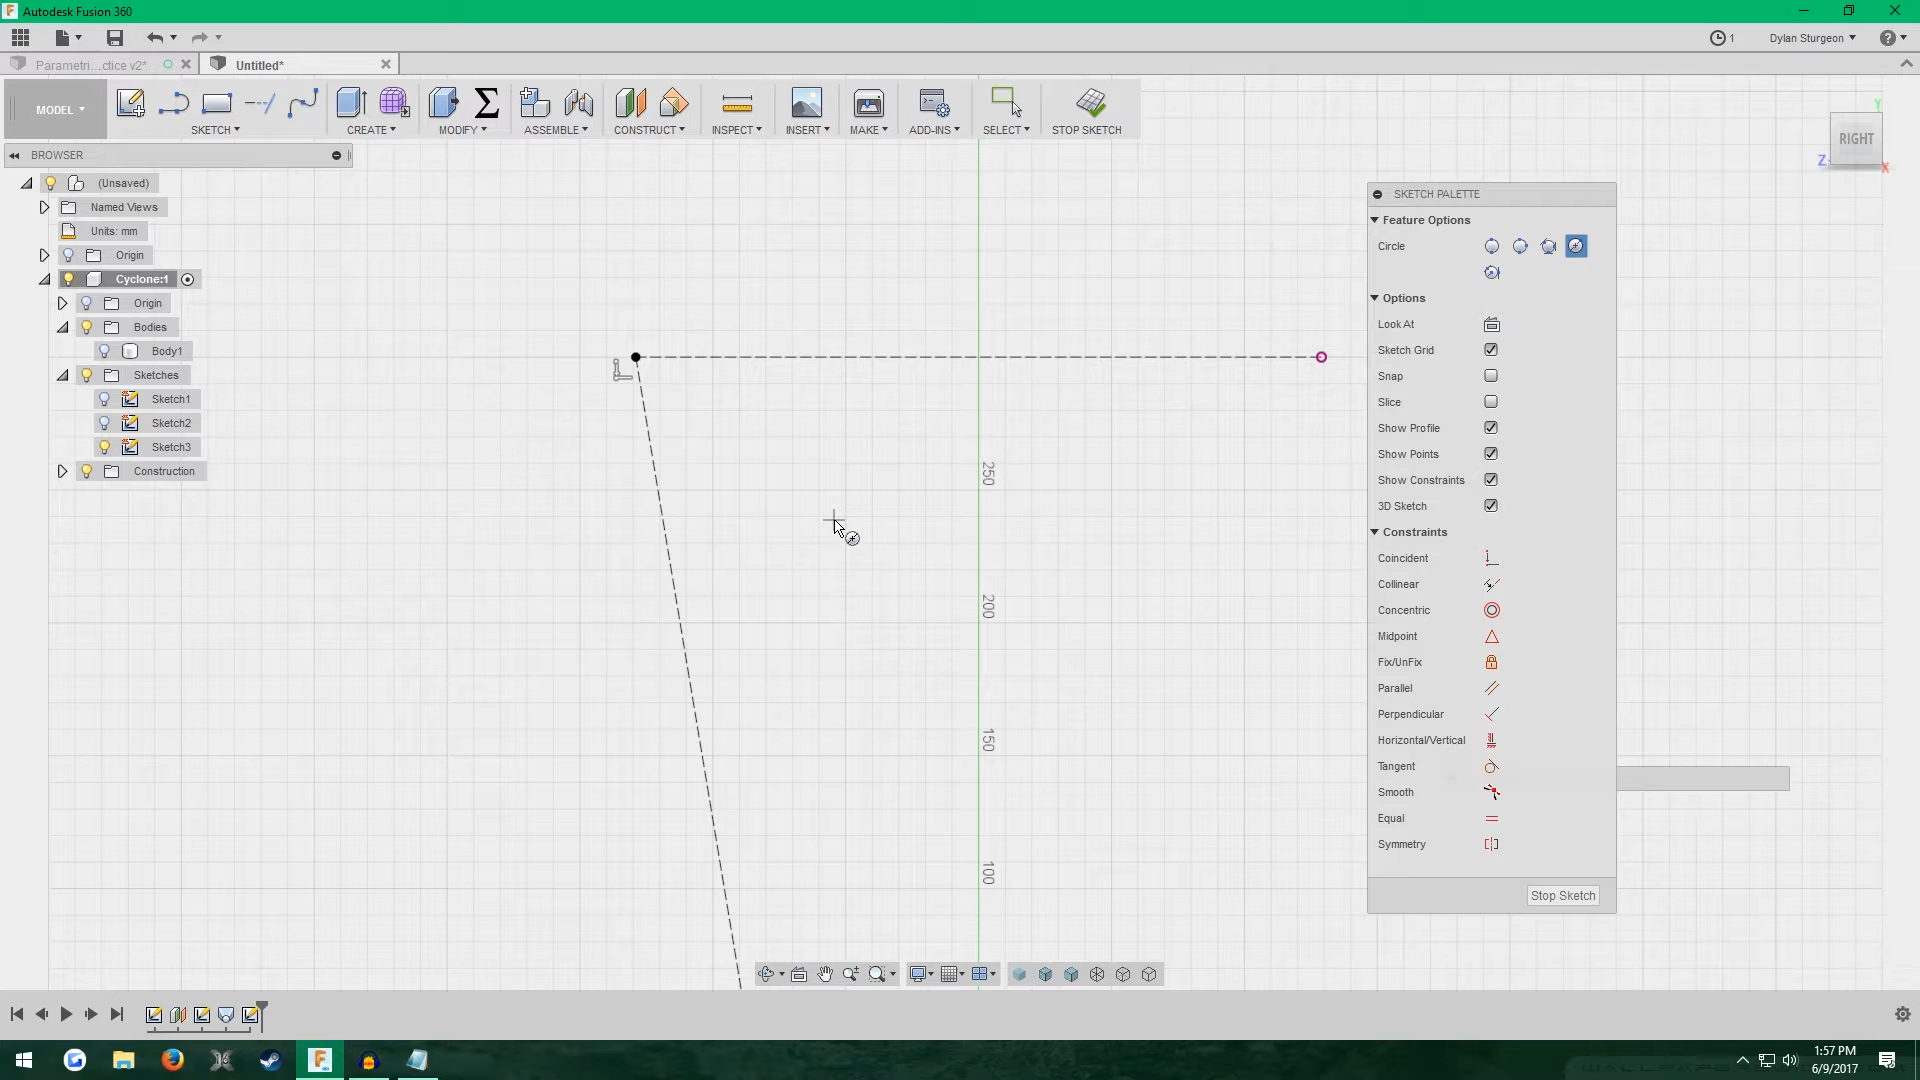 Autodesk Fusion 360
1
Dylan Sturgeon
Parametri...ctice v2*
Untitled*
MODEL
SKETCH
CREATE
MODIFY
ASSEMBLE
CONSTRUCT
INSPECT
INSERT
MAKE
ADD-INS
SELECT
STOP SKETCH
Y
RIGHT
Z
X
BROWSER
(Unsaved)
Named Views
Units: mm
Origin
Cyclone:1
Origin
Bodies
Body1
Sketches
Sketch1
Sketch2
Sketch3
Construction
250
200
150
100
SKETCH PALETTE
Feature Options
Circle
Options
Look At
Sketch Grid
Snap
Slice
Show Profile
Show Points
Show Constraints
3D Sketch
Constraints
Coincident
Collinear
Concentric
Midpoint
Fix/UnFix
Parallel
Perpendicular
Horizontal/Vertical
Tangent
Smooth
Equal
Symmetry
Stop Sketch
1:57 PM
6/9/2017